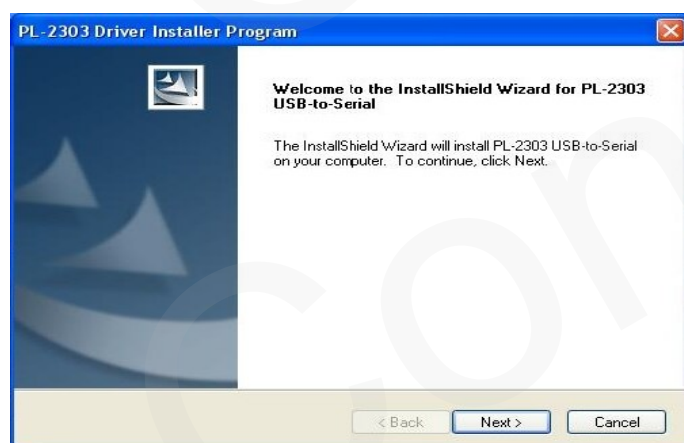 PL-2303 Driver Installer Program
Welcome to the InstallShield Wizard for PL-2303
USB-to-Serial
The InstallShield Wizard will install PL-2303 USB-to-Serial
on your computer. To continue, click Next.
< Back Next > Cancel